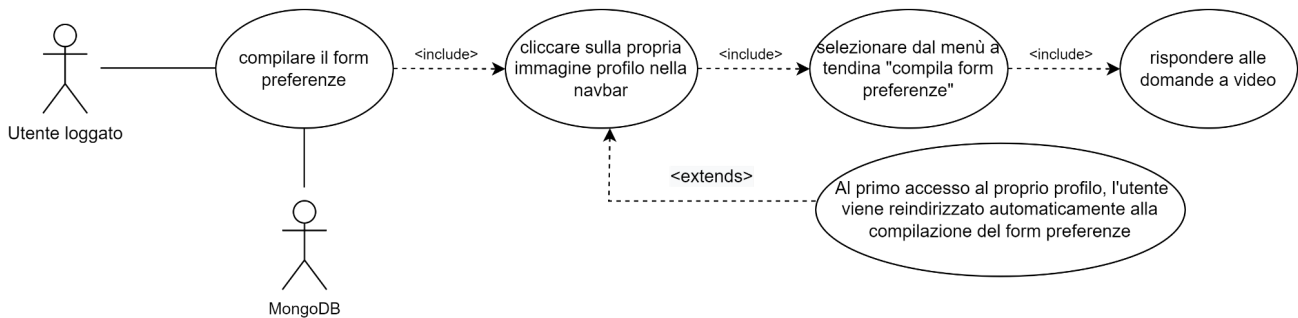 Utente loggato
compilare il form
preferenze
<include>
cliccare sulla propria
immagine profilo nella
navbar
<include>
selezionare dal menù a
tendina "compila form
preferenze"
<include>
rispondere alle
domande a video
<extends>
Al primo accesso al proprio profilo, l'utente
viene reindirizzato automaticamente alla
compilazione del form preferenze
MongoDB